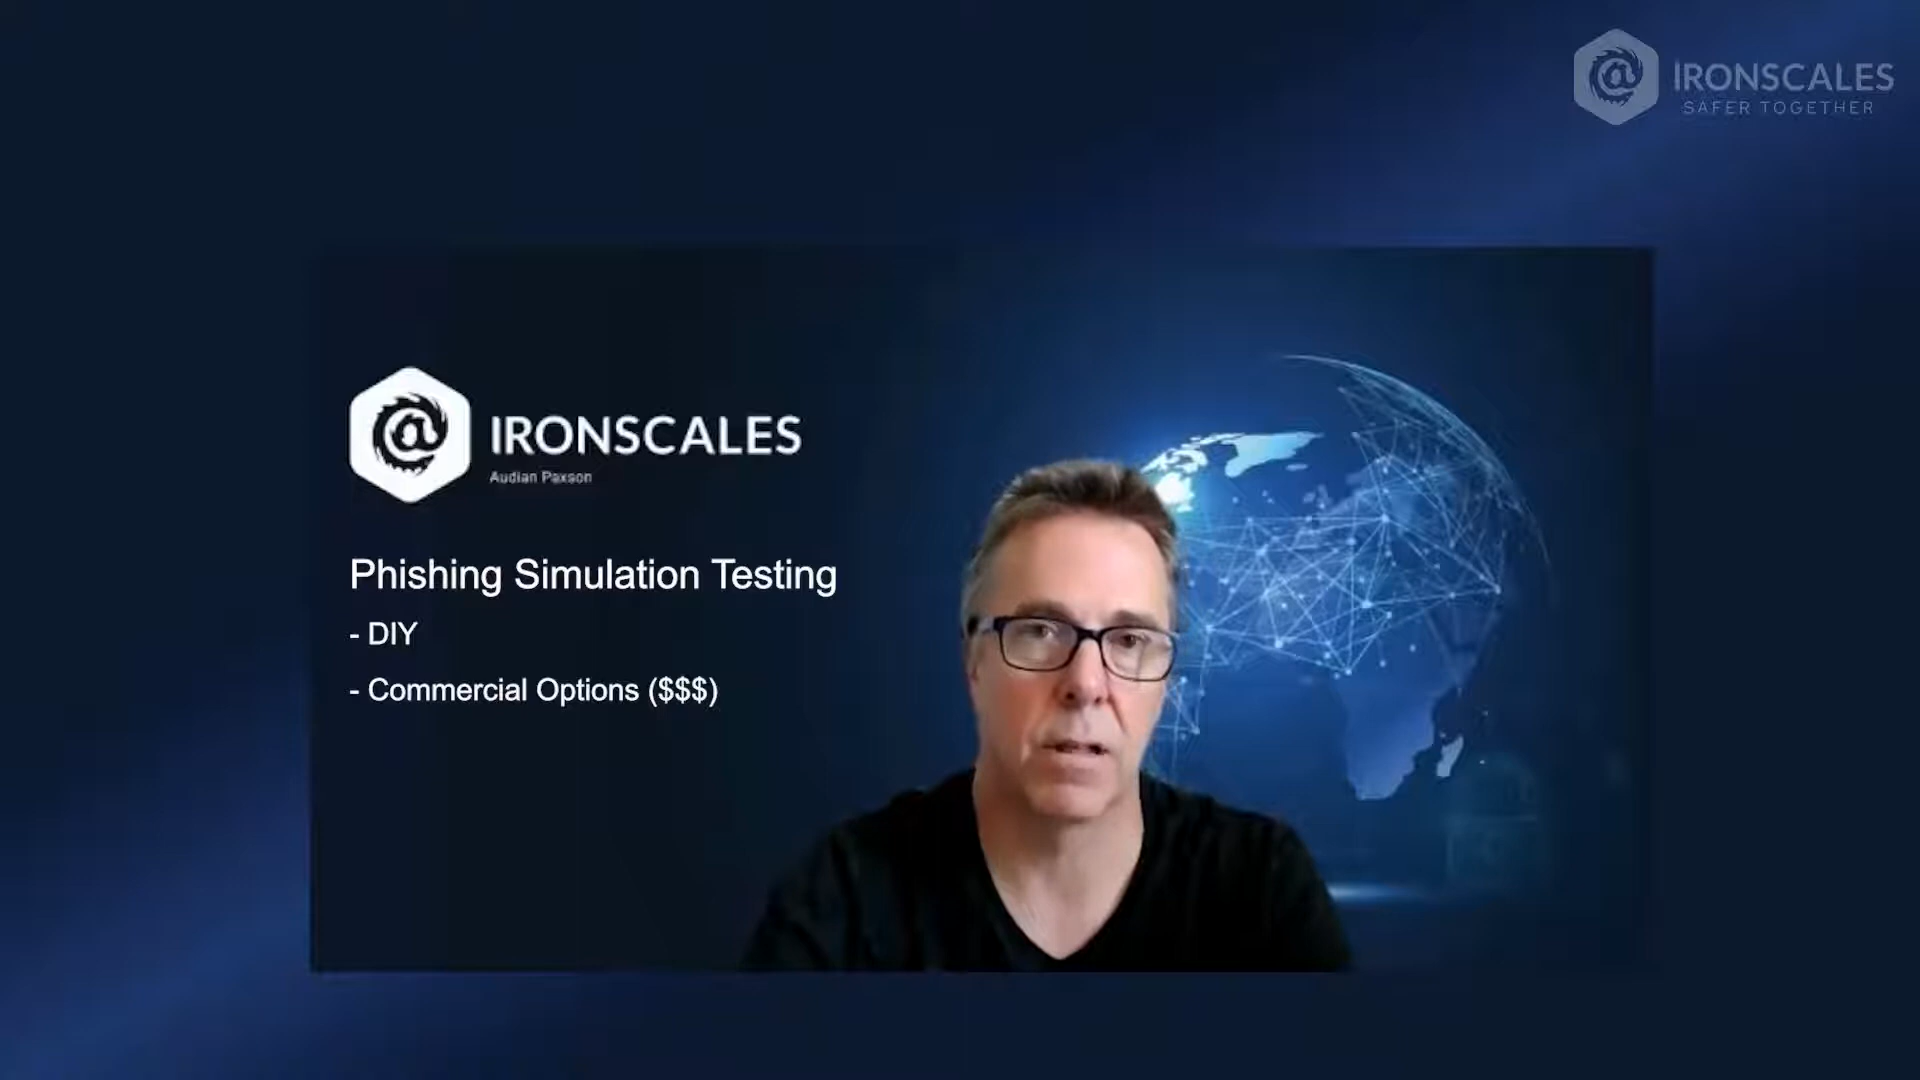 IRONSCALES
SAFER TOGETHER
IRONSCALES
Audian Paxson
Phishing Simulation Testing
- DIY
- Commercial Options ($$$)